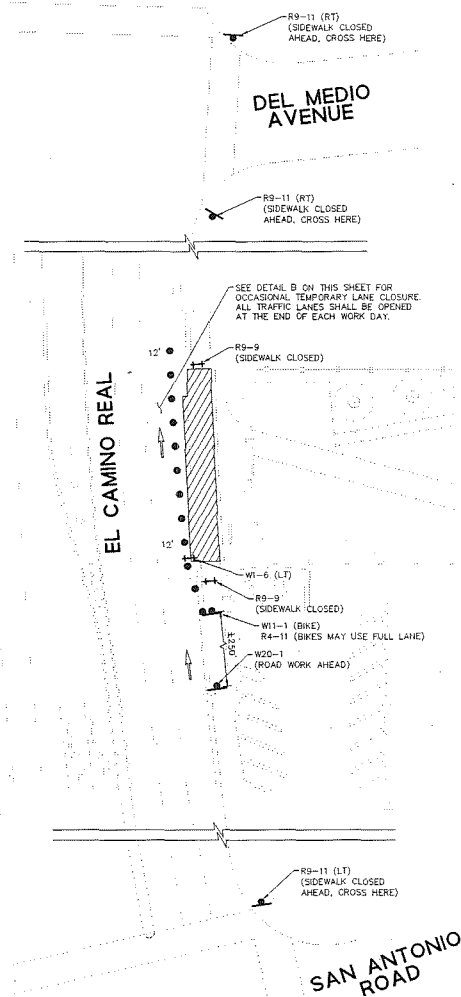 R9-11 (RT)
(SIDEWALK CLOSED
AHEAD, CROSS HERE)
DEL MEDIO
AVENUE
R9-11 (RT)
(SIDEWALK CLOSED
AHEAD, CROSS HERE)
SEE DETAIL B ON THIS SHEET FOR
OCCASIONAL TEMPORARY LANE CLOSURE.
ALL TRAFFIC LANES SHALL BE OPENED
AT THE END OF EACH WORK DAY.
12'
R9-9
(SIDEWALK CLOSED)
EL CAMINO REAL
12'
W1-6 (LT)
R9-9
(SIDEWALK CLOSED)
W11-1 (BIKE)
R4-11 (BIKES MAY USE FULL LANE)
±250'
W20-1
(ROAD WORK AHEAD)
R9-11 (LT)
(SIDEWALK CLOSED
AHEAD, CROSS HERE)
SAN ANTONIO
ROAD